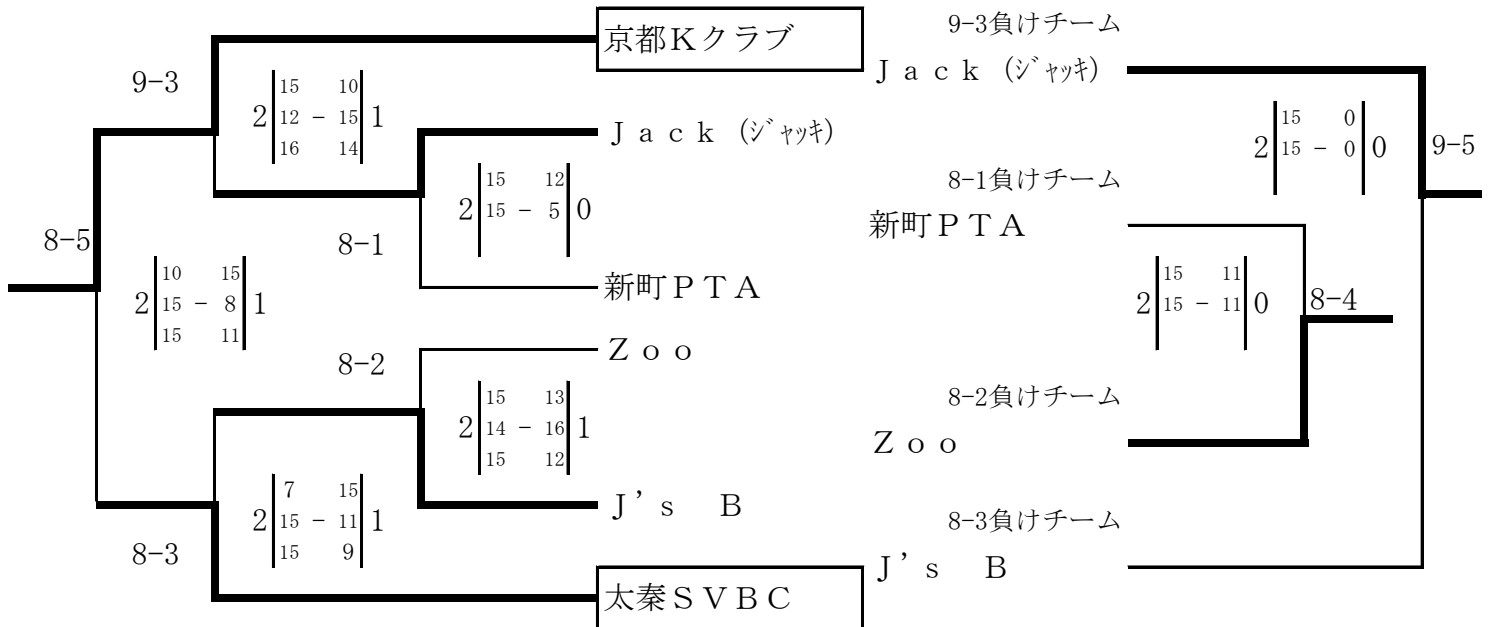 京都Kクラブ
9-3負けチーム
Jack (ジャッキ)
9-3
15 10
2 12 - 15 1
16 14
Jack (ジャッキ)
15 0
2 15 - 0 0
9-5
15 12
2 15 - 5 0
8-1負けチーム
新町PTA
8-5
8-1
10 15
2 15 - 8 1
15 11
新町PTA
15 11
2 15 - 11 0
8-4
8-2
Zoo
15 13
2 14 - 16 1
15 12
8-2負けチーム
Zoo
7 15
2 15 - 11 1
15 9
J's B
8-3負けチーム
8-3
J's B
太秦SVBC